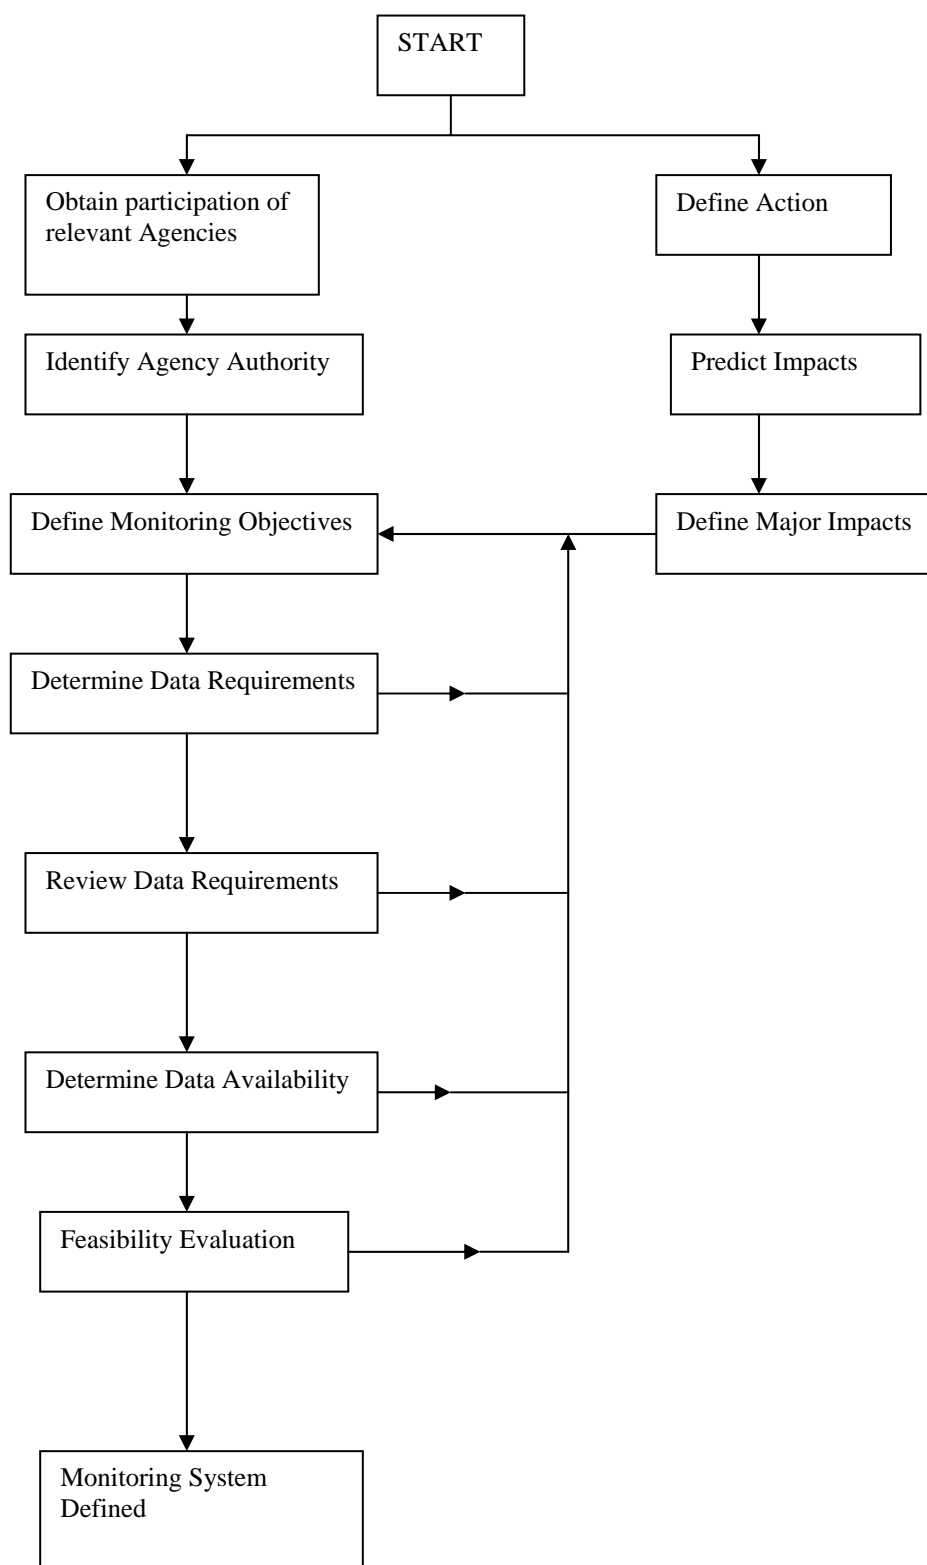 START
Obtain participation of
relevant Agencies
Define Action
Identify Agency Authority
Predict Impacts
Define Monitoring Objectives
Define Major Impacts
Determine Data Requirements
Review Data Requirements
Determine Data Availability
Feasibility Evaluation
Monitoring System
Defined